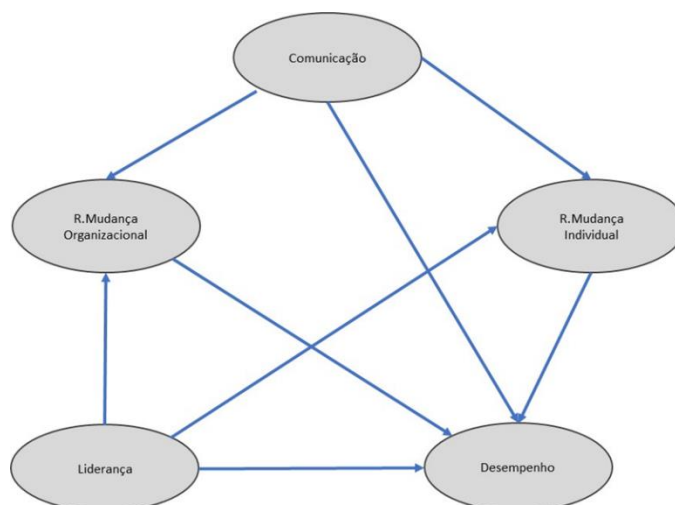 Comunicação
R.Mudança
Organizacional
R.Mudança
Individual
Liderança
Desempenho